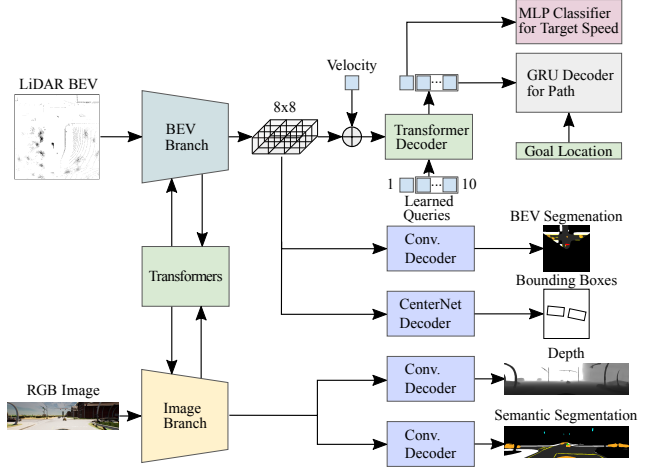 MLP Classifier
for Target Speed
Velocity
LiDAR BEV
8x8
GRU Decoder
for Path
BEV
Branch
Transformer
Decoder
Goal Location
1
10
Learned
Queries
BEV Segmenation
Conv.
Decoder
Transformers
Bounding Boxes
CenterNet
Decoder
Depth
RGB Image
Conv.
Decoder
Image
Branch
Semantic Segmentation
Conv.
Decoder